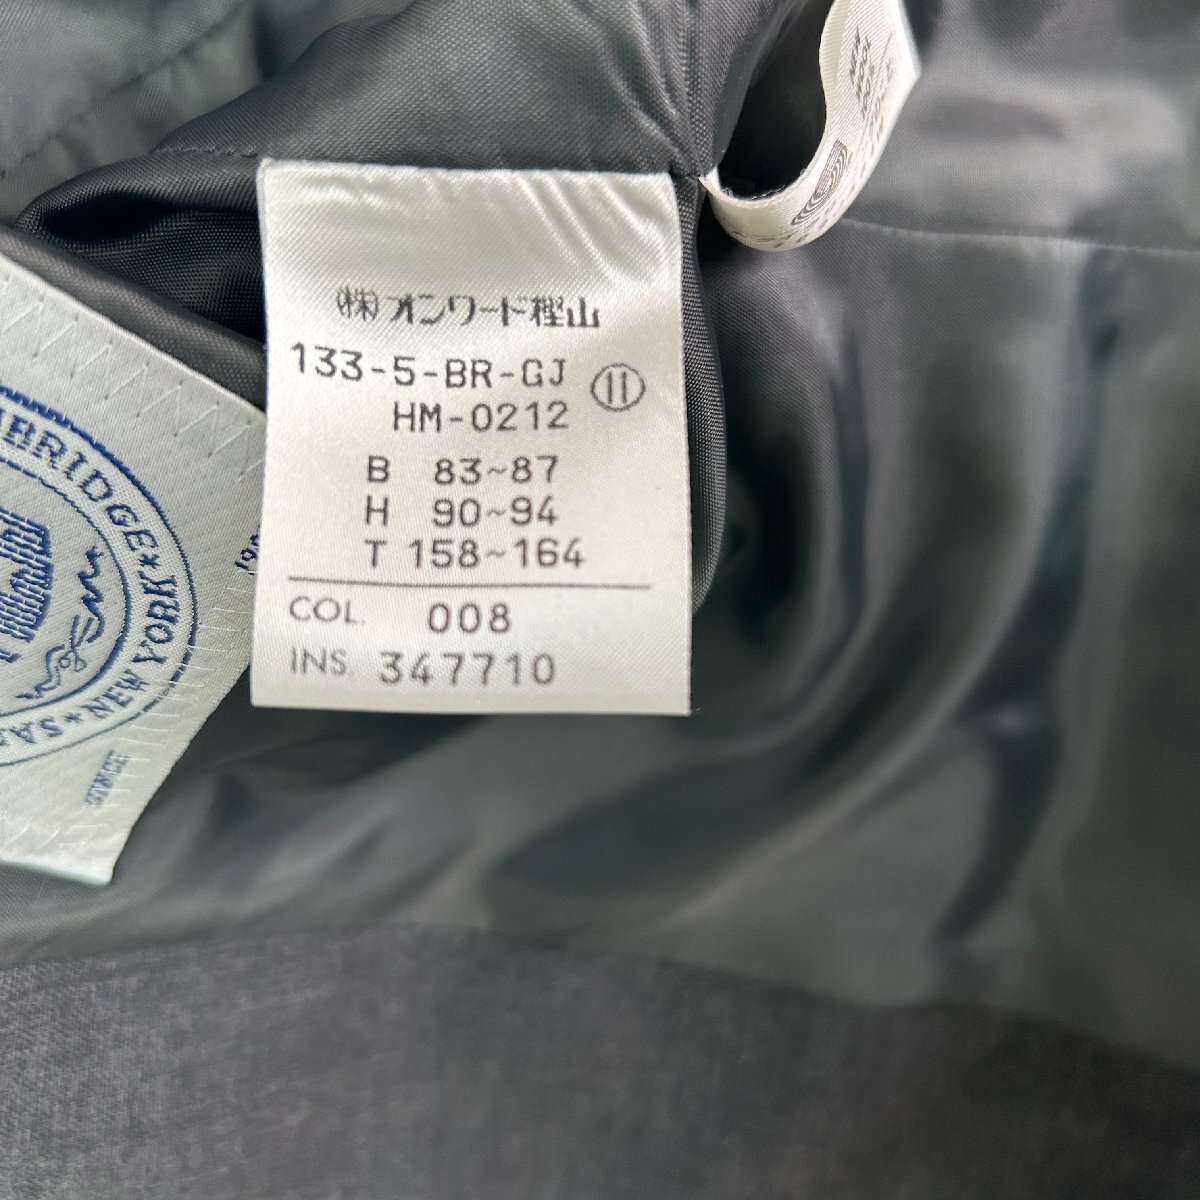 ㈱オンワード樫山
133-5-BR-GJ ⑪
HM-0212
B 83~87
H 90~94
T 158~164
COL. 008
INS. 347710
BRIDGE★NEW YORK★
SINCE